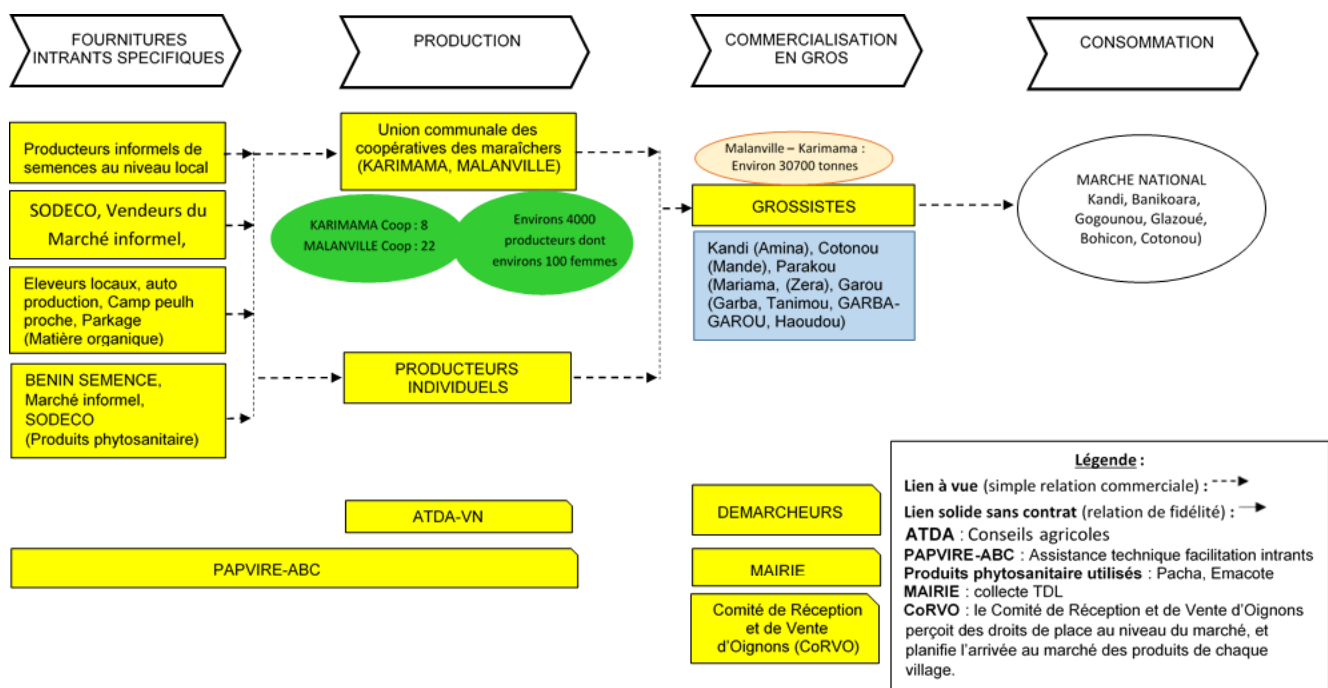 FOURNITURES
INTRANTS SPECIFIQUES
PRODUCTION
COMMERCIALISATION
EN GROS
CONSOMMATION
Producteurs informels de
semences au niveau local
SODECO, Vendeurs du
Marché informel,
Eleveurs locaux, auto
production, Camp peulh
proche, Parkage
(Matière organique)
BENIN SEMENCE,
Marché informel,
SODECO
(Produits phytosanitaire)
Union communale des
coopératives des maraîchers
(KARIMAMA, MALANVILLE)
KARIMAMA Coop : 8
MALANVILLE Coop : 22
Environs 4000
producteurs dont
environs 100 femmes
PRODUCTEURS
INDIVIDUELS
Malanville – Karimama :
Environ 30700 tonnes
GROSSISTES
Kandi (Amina), Cotonou
(Mande), Parakou
(Mariama, (Zera), Garou
(Garba, Tanimou, GARBA-
GAROU, Haoudou)
MARCHE NATIONAL
Kandi, Banikoara,
Gogounou, Glazoué,
Bohicon, Cotonou)
ATDA-VN
PAPVIRE-ABC
DEMARCHEURS
MAIRIE
Comité de Réception
et de Vente
d’Oignons (CoRVO)
Légende :
Lien à vue (simple relation commerciale) :
Lien solide sans contrat (relation de fidélité) :
ATDA : Conseils agricoles
PAPVIRE-ABC : Assistance technique facilitation intrants
Produits phytosanitaire utilisés : Pacha, Emacote
MAIRIE : collecte TDL
CoRVO : le Comité de Réception et de Vente d’Oignons
perçoit des droits de place au niveau du marché, et
planifie l’arrivée au marché des produits de chaque
village.